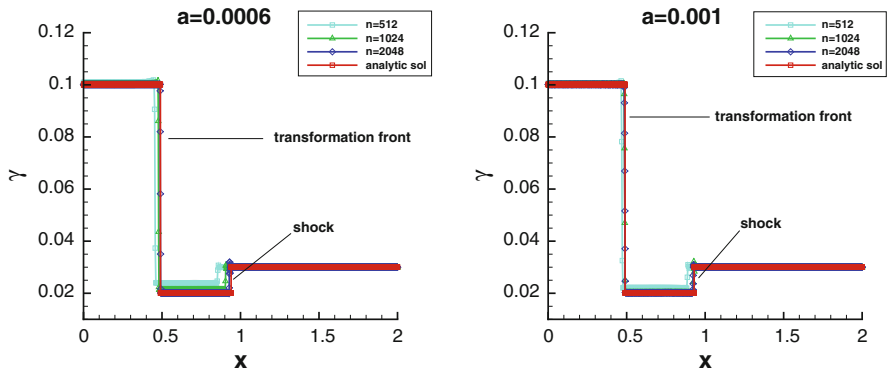 a=0.0006
n=512
n=1024
n=2048
analytic sol
0.12
0.1
0.08
0.06
0.04
0.02
γ
transformation front
shock
0
0.5
1
1.5
2
x
a=0.001
n=512
n=1024
n=2048
analytic sol
0.12
0.1
0.08
0.06
0.04
0.02
γ
transformation front
shock
0
0.5
1
1.5
2
x